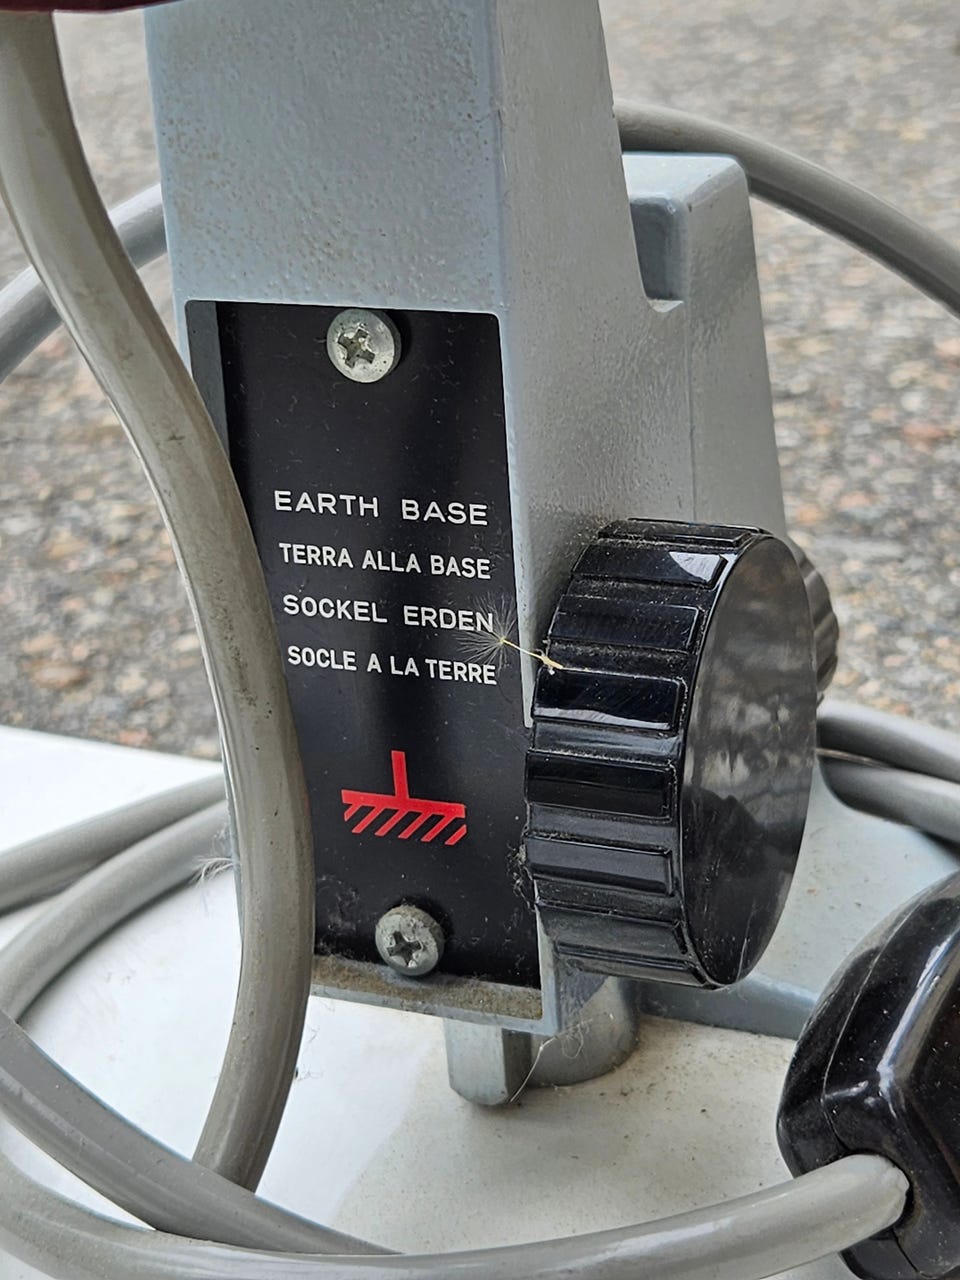 EARTH BASE
TERRA ALLA BASE
SOCKEL ERDEN
SOCLE A LA TERRE